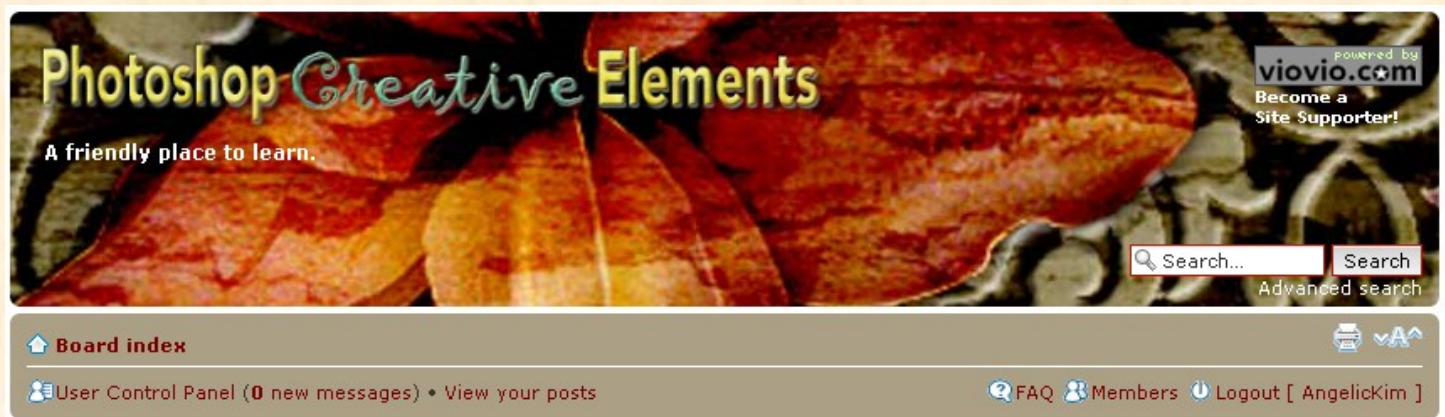 Photoshop Creative Elements
A friendly place to learn.
powered by
viovio.com
Become a
Site Supporter!
Search... Search
Advanced search
Board index
A
User Control Panel (0 new messages) • View your posts
FAQ Members Logout [ AngelicKim ]